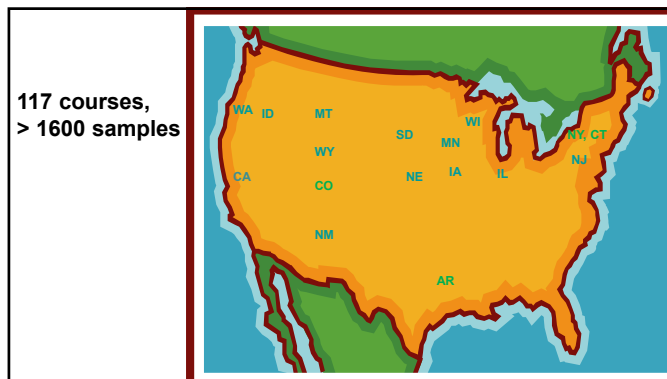 117 courses,
> 1600 samples
WA
ID
MT
WI
SD
MN
NY, CT
WY
NJ
CA
CO
NE
IA
IL
NM
AR